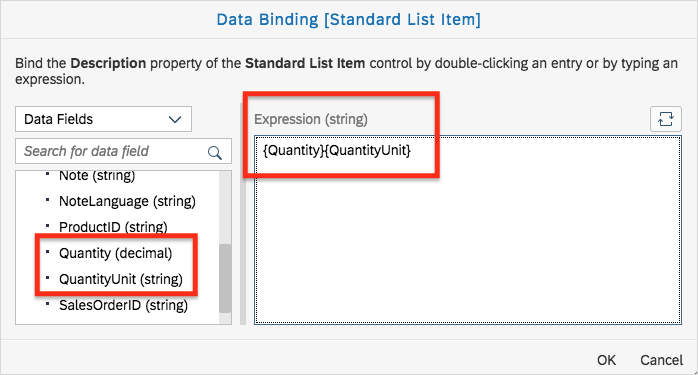 Data Binding [Standard List Item]
Bind the Description property of the Standard List Item control by double-clicking an entry or by typing an
expression.
Data Fields
Search for data field
Note (string)
NoteLanguage (string)
ProductID (string)
Quantity (decimal)
QuantityUnit (string)
SalesOrderID (string)
Expression (string)
{Quantity}{QuantityUnit}
OK Cancel